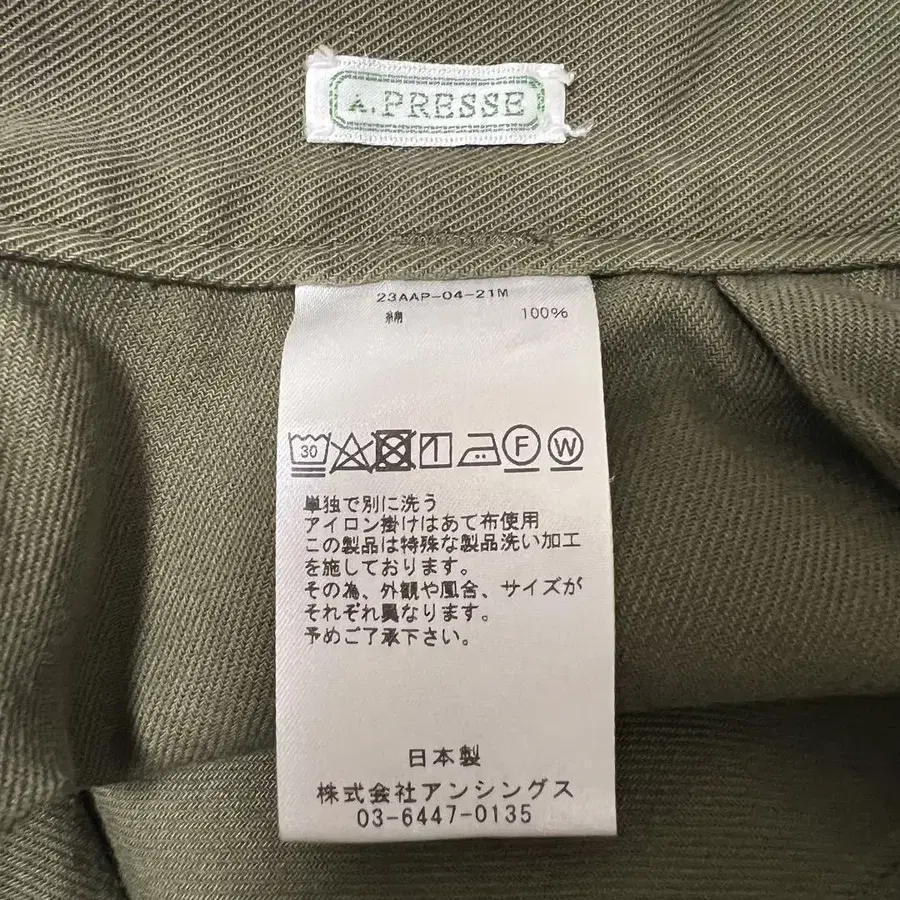 A.PRESSE
23AAP-04-21M
綿 100%
30 F W
単独で別に洗う
アイロン掛けはあて布使用
この製品は特殊な製品洗い加工
を施しております。
その為、外観や風合、サイズが
それぞれ異なります。
予めご了承下さい。
日本製
株式会社アンシングス
03-6447-0135